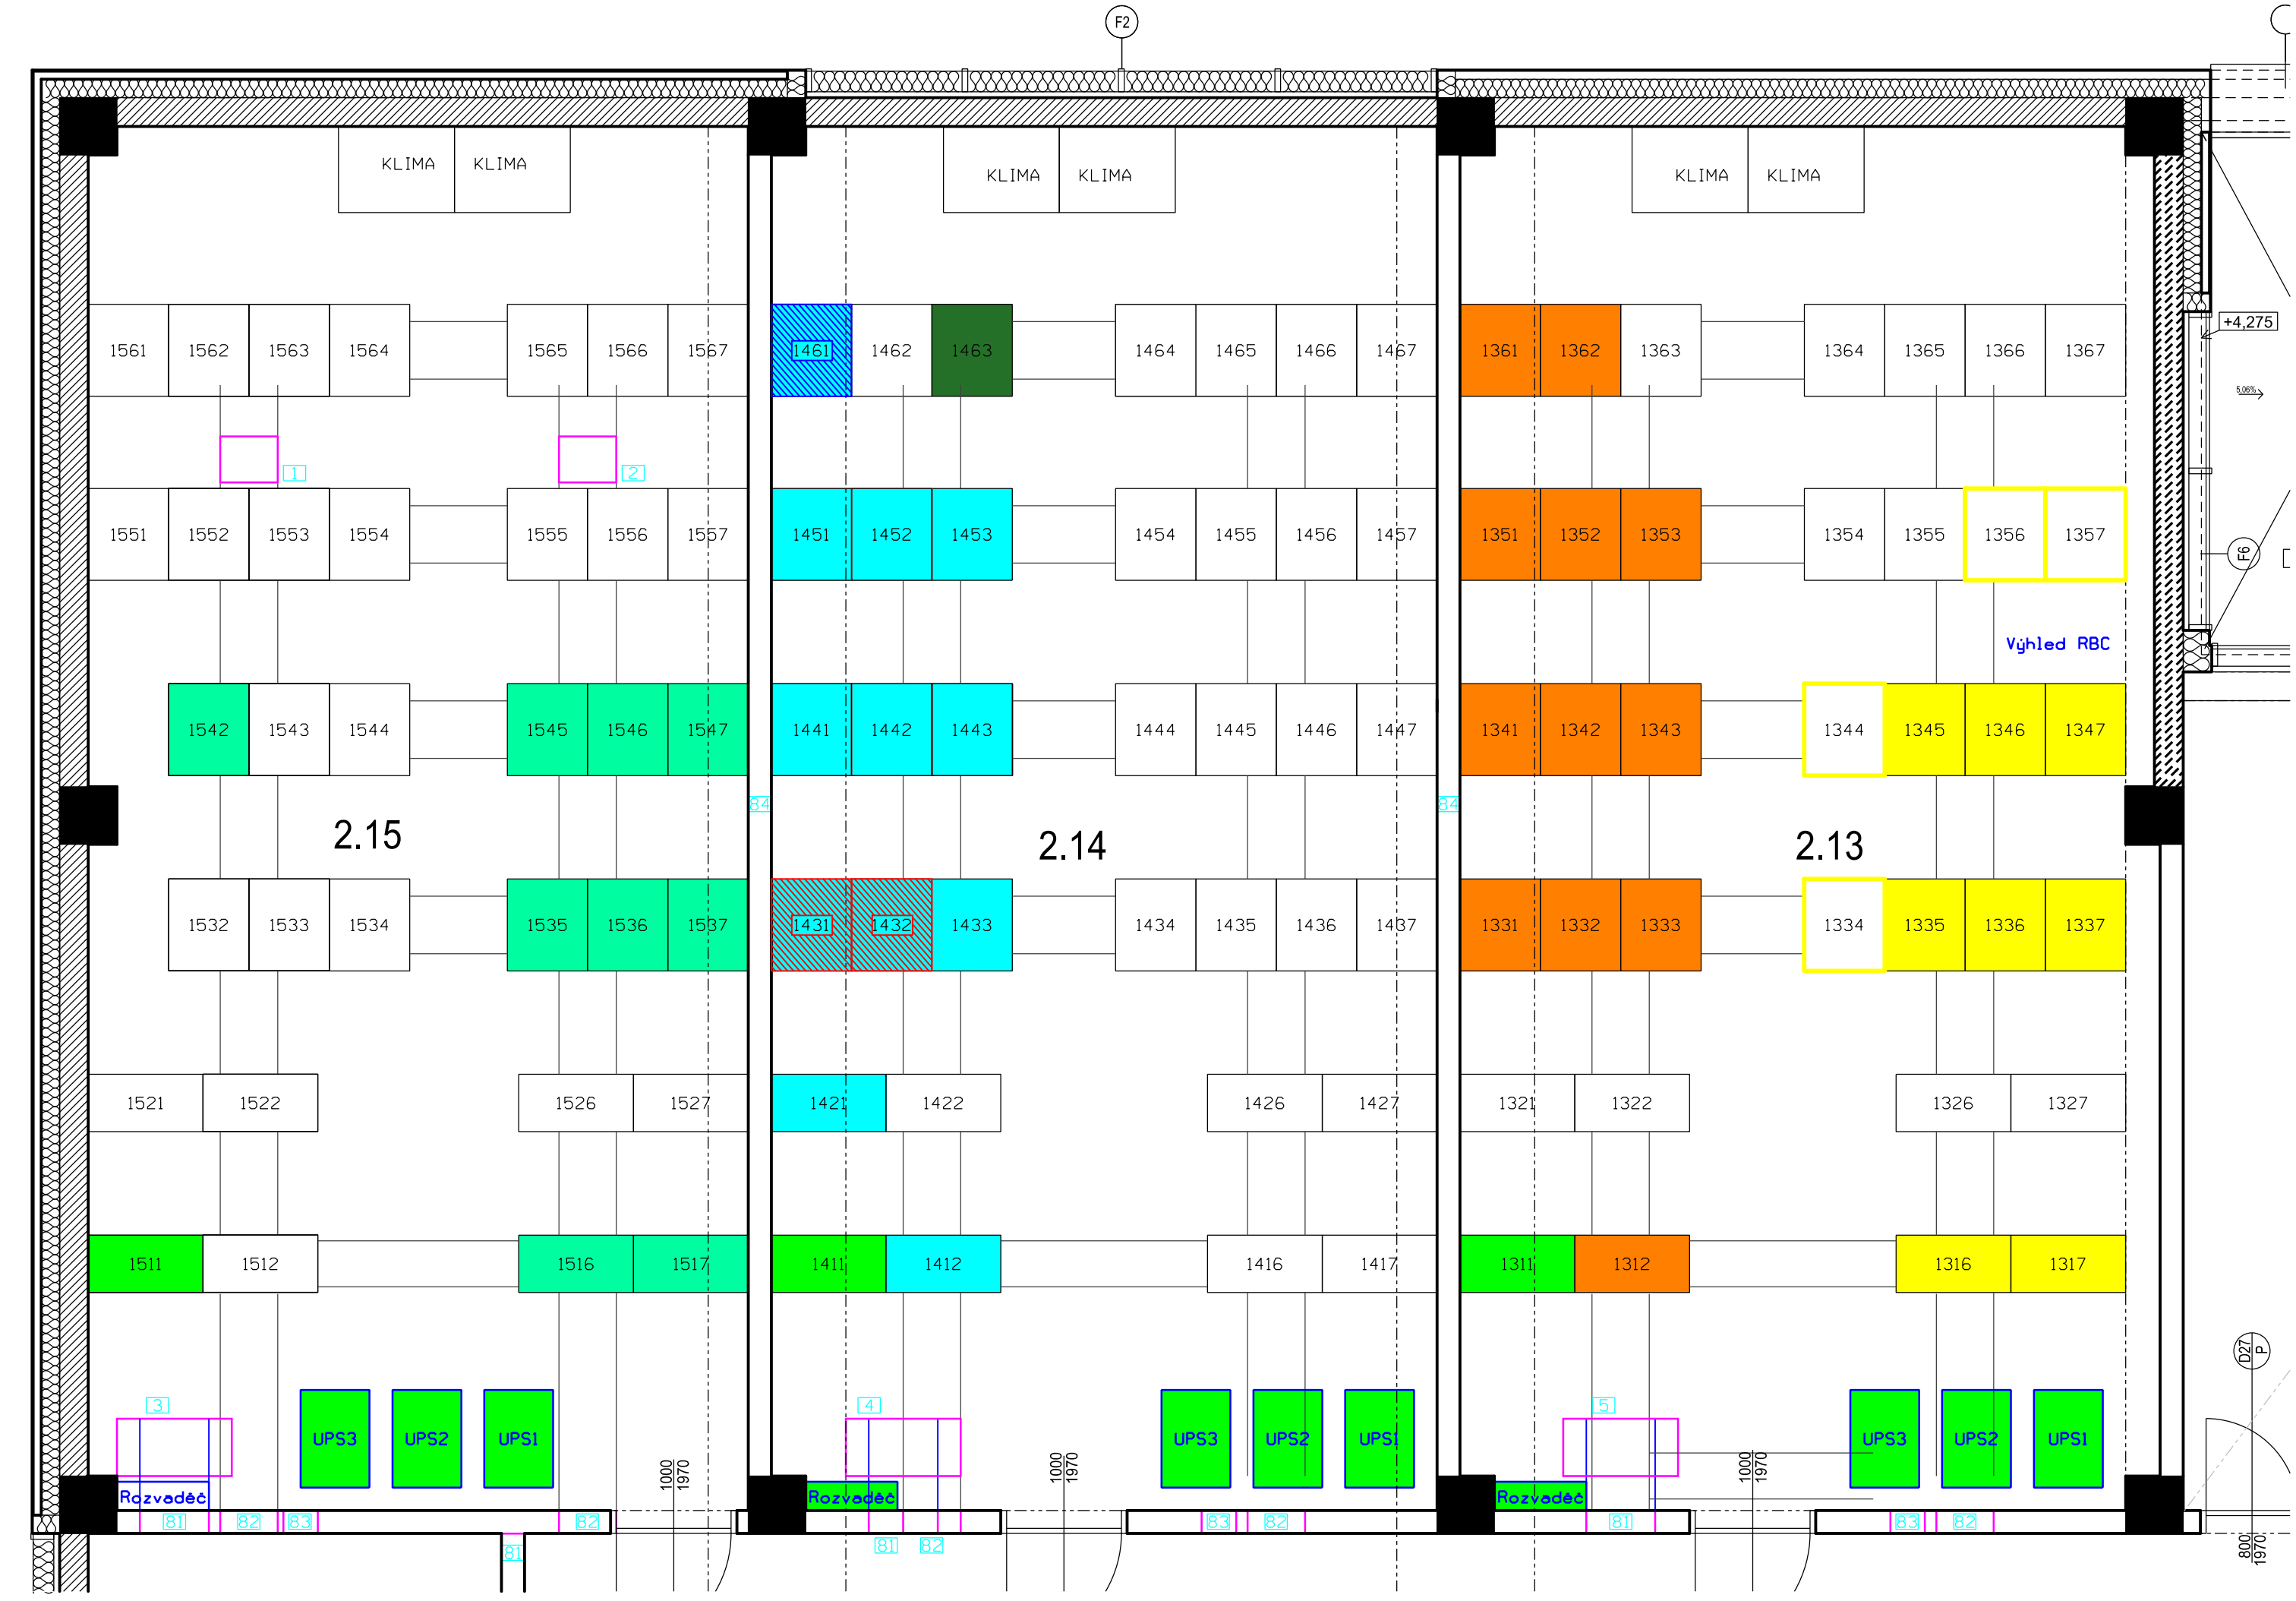 F2
KLIMA KLIMA KLIMA KLIMA KLIMA KLIMA
+4,275
1561 1562 1563 1564 1565 1566 1567 1461 1462 1463 1464 1465 1466 1467 1361 1362 1363 1364 1365 1366 1367
5,06%
1 2
1551 1552 1553 1554 1555 1556 1557 1451 1452 1453 1454 1455 1456 1457 1351 1352 1353 1354 1355 1356 1357
F6
Výhled RBC
1542 1543 1544 1545 1546 1547 1441 1442 1443 1444 1445 1446 1447 1341 1342 1343 1344 1345 1346 1347
84 84
2.15 2.14 2.13
1532 1533 1534 1535 1536 1537 1431 1432 1433 1434 1435 1436 1437 1331 1332 1333 1334 1335 1336 1337
1521 1522 1526 1527 1421 1422 1426 1427 1321 1322 1326 1327
1511 1512 1516 1517 1411 1412 1416 1417 1311 1312 1316 1317
D27
P
3 4 5
UPS3 UPS2 UPS1 UPS3 UPS2 UPS1 UPS3 UPS2 UPS1
1000
1970
1000
1970
1000
1970
Rozvaděč Rozvaděč Rozvaděč
81 82 83 82 83 82 81 83 82
81 81 82
800
1970